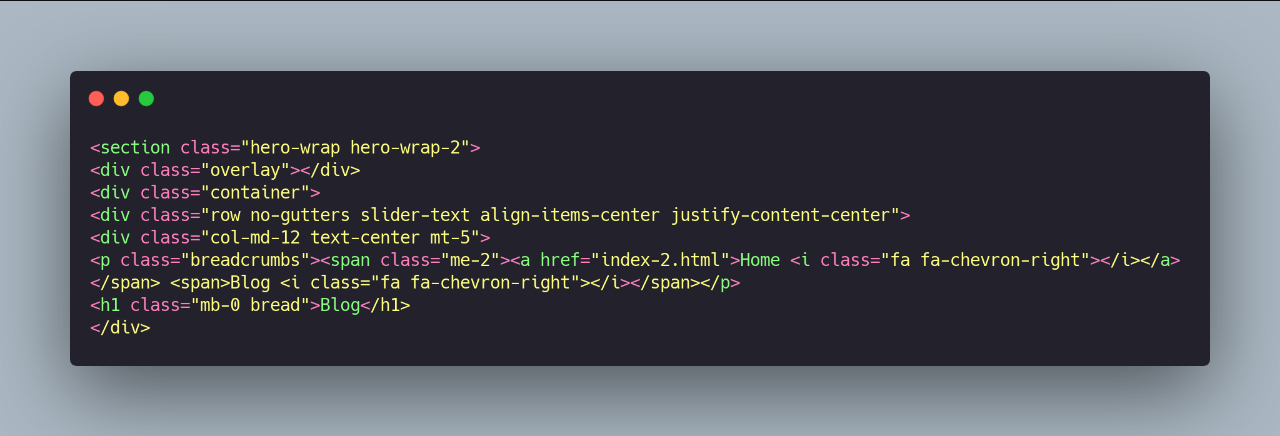 <section class="hero-wrap hero-wrap-2">
<div class="overlay"></div>
<div class="container">
<div class="row no-gutters slider-text align-items-center justify-content-center">
<div class="col-md-12 text-center mt-5">
<p class="breadcrumbs"><span class="me-2"><a href="index-2.html">Home <i class="fa fa-chevron-right"></i></a>
</span> <span>Blog <i class="fa fa-chevron-right"></i></span></p>
<h1 class="mb-0 bread">Blog</h1>
</div>